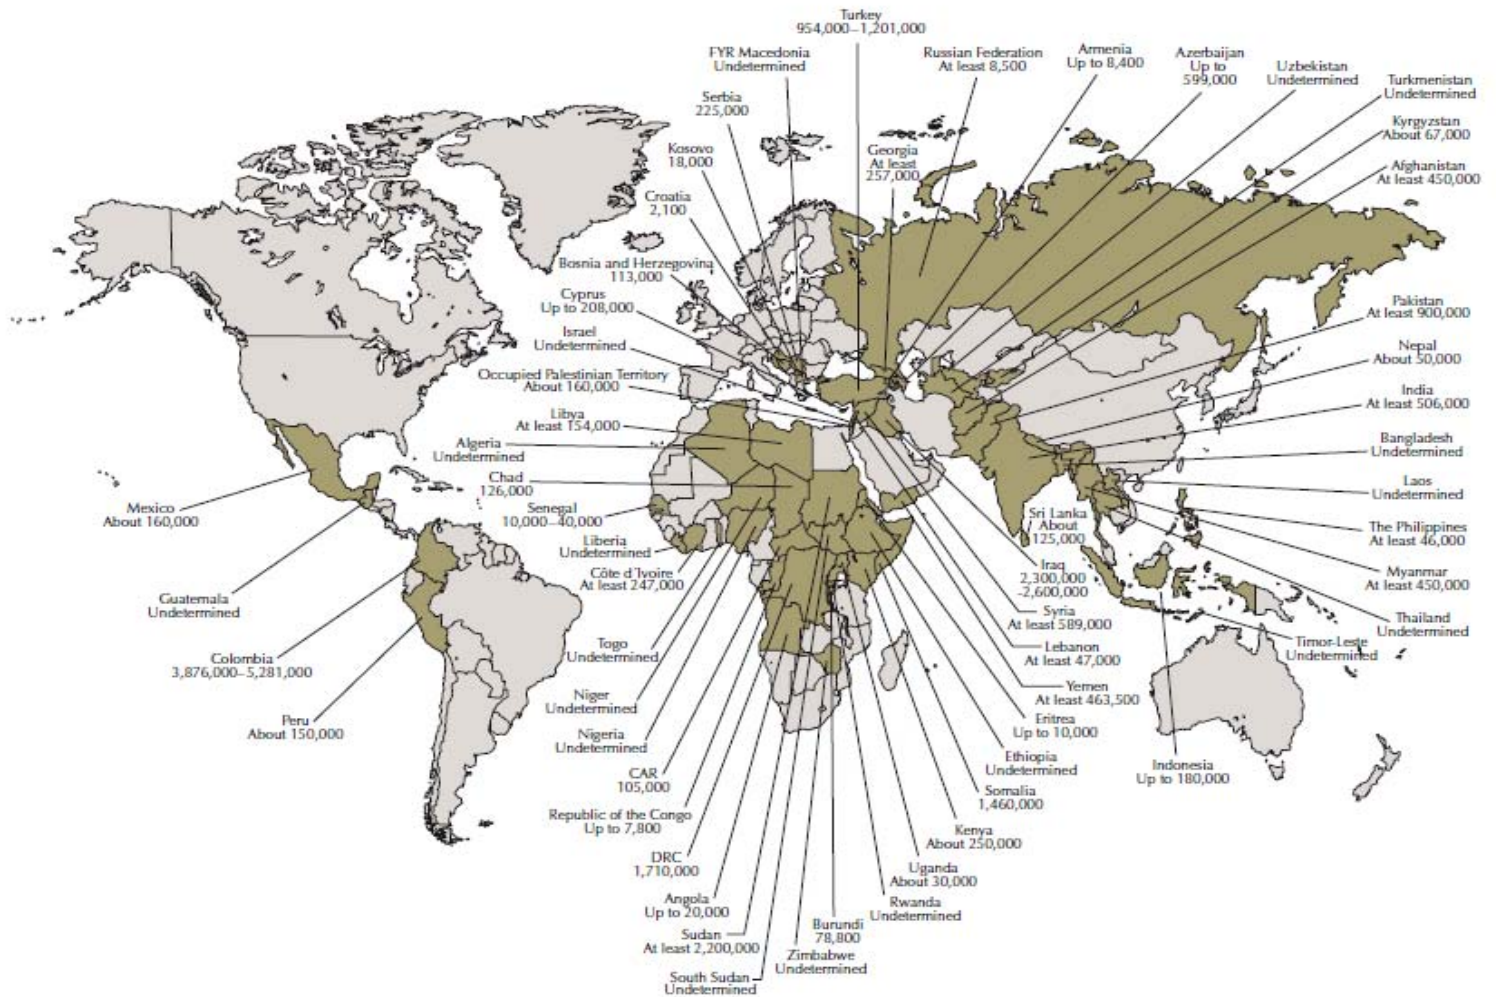 Turkey
954,000–1,201,000
FYR Macedonia
Undetermined
Russian Federation
At least 8,500
Armenia
Up to 8,400
Azerbaijan
Up to
599,000
Uzbekistan
Undetermined
Turkmenistan
Undetermined
Serbia
225,000
Kyrgyzstan
About 67,000
Kosovo
18,000
Georgia
At least
257,000
Afghanistan
At least 450,000
Croatia
2,100
Bosnia and Herzegovina
113,000
Cyprus
Up to 208,000
Israel
Undetermined
Pakistan
At least 900,000
Nepal
About 50,000
Occupied Palestinian Territory
About 160,000
India
At least 506,000
Libya
At least 154,000
Algeria
Undetermined
Bangladesh
Undetermined
Chad
126,000
Laos
Undetermined
Mexico
About 160,000
Senegal
10,000–40,000
Sri Lanka
About
125,000
The Philippines
At least 46,000
Liberia
Undetermined
Côte d'Ivoire
At least 247,000
Iraq
2,300,000
-2,600,000
Myanmar
At least 450,000
Guatemala
Undetermined
Syria
At least 589,000
Thailand
Undetermined
Togo
Undetermined
Lebanon
At least 47,000
Timor-Leste
Undetermined
Colombia
3,876,000–5,281,000
Niger
Undetermined
Yemen
At least 463,500
Peru
About 150,000
Nigeria
Undetermined
Eritrea
Up to 10,000
Ethiopia
Undetermined
Indonesia
Up to 180,000
CAR
105,000
Somalia
1,460,000
Republic of the Congo
Up to 7,800
Kenya
About 250,000
DRC
1,710,000
Uganda
About 30,000
Angola
Up to 20,000
Rwanda
Undetermined
Burundi
78,800
Sudan
At least 2,200,000
Zimbabwe
Undetermined
South Sudan
Undetermined